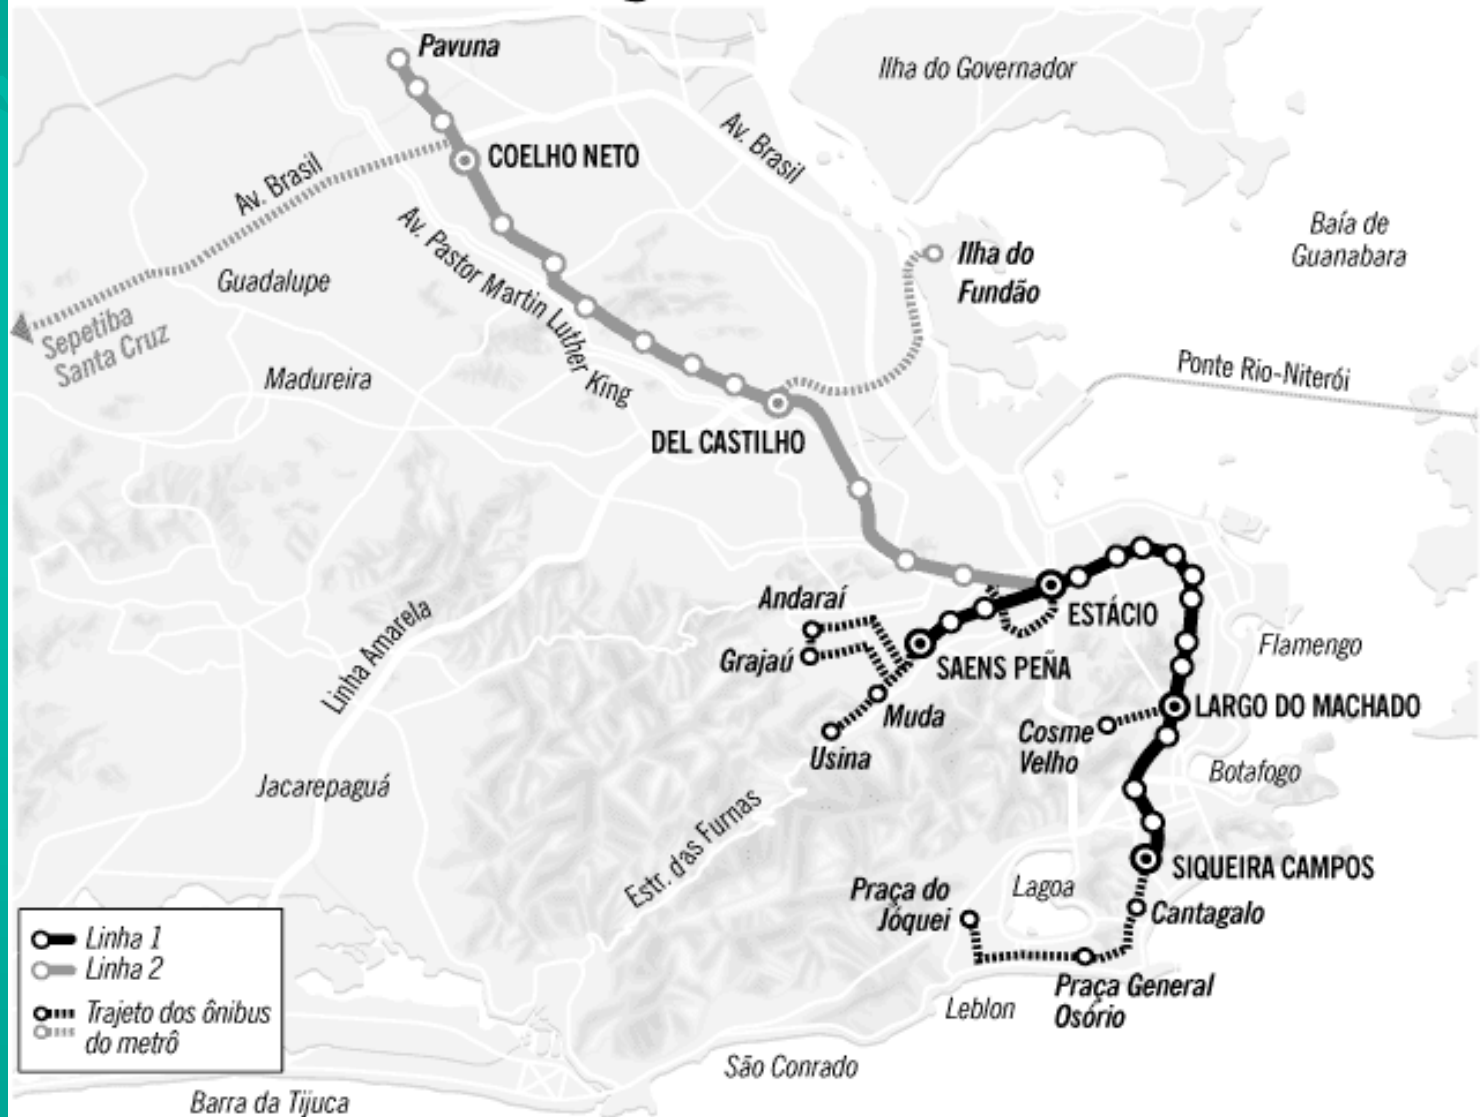 Pavuna
Ilha do Governador
COELHO NETO
Av. Brasil
Av. Brasil
Av. Pastor Martin Luther King
Baía de
Guanabara
Ilha do
Fundão
Guadalupe
Sepetiba
Santa Cruz
Madureira
Ponte Rio-Niterói
DEL CASTILHO
Andaraí
ESTÁCIO
Linha Amarela
Grajaú
SAENS PEÑA
Flamengo
Muda
LARGO DO MACHADO
Cosme
Velho
Usina
Botafogo
Jacarepaguá
Estr. das Furnas
SIQUEIRA CAMPOS
Praça do
Jóquei
Lagoa
Cantagalo
Linha 1
Linha 2
Trajeto dos ônibus
do metrô
Praça General
Osório
Leblon
São Conrado
Barra da Tijuca